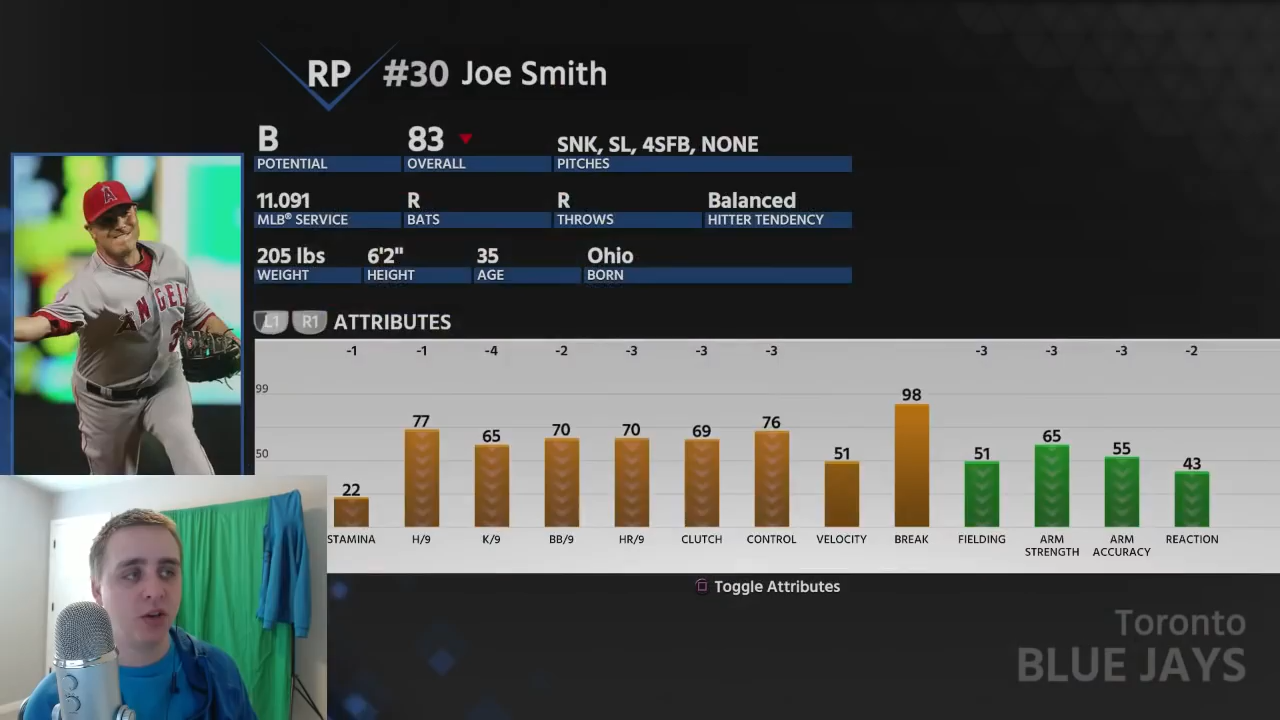 RP #30 Joe Smith
B 83 SNK, SL, 4SFB, NONE
POTENTIAL OVERALL PITCHES
11.091 R R Balanced
MLB® SERVICE BATS THROWS HITTER TENDENCY
205 lbs 6'2" 35 Ohio
WEIGHT HEIGHT AGE BORN
L1 R1 ATTRIBUTES
-1 -1 -4 -2 -3 -3 -3 -3 -3 -3 -2
99
50
22 77 65 70 70 69 76 51 98 51 65 55 43
STAMINA H/9 K/9 BB/9 HR/9 CLUTCH CONTROL VELOCITY BREAK FIELDING ARM STRENGTH ARM ACCURACY REACTION
Toggle Attributes
Toronto
BLUE JAYS
A
ANGEL